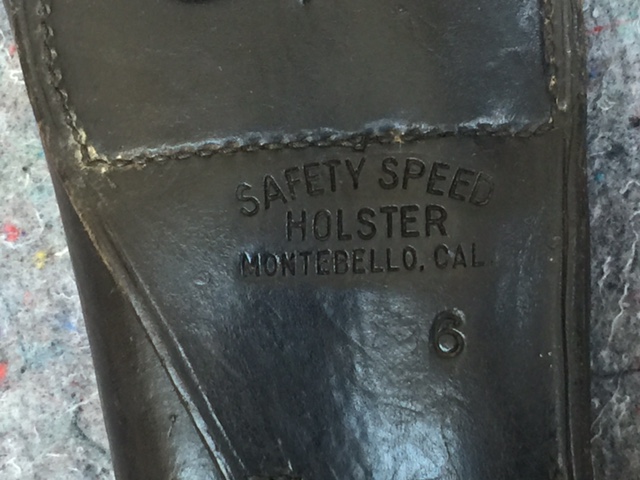 SAFETY SPEED
HOLSTER
MONTEBELLO, CAL
6